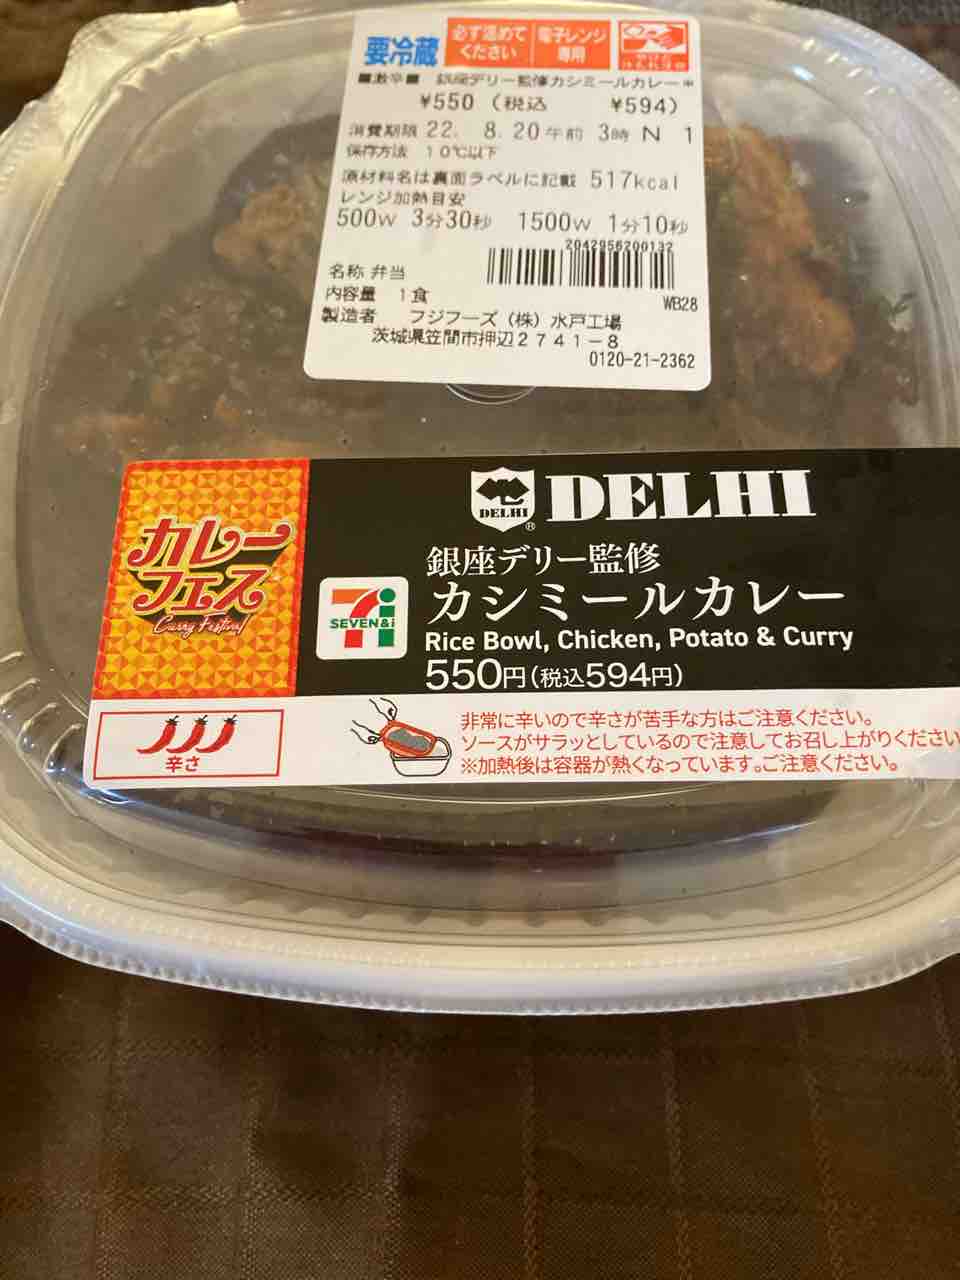 要冷蔵
必ず温めて
ください
電子レンジ
専用
■激辛■ 銀座デリー監修カシミールカレー*
¥550 (税込 ¥594)
消費期限 22. 8. 20午前 3時 N 1
保存方法 10℃以下
原材料名は裏面ラベルに記載 517kcal
レンジ加熱目安
500W 3分30秒 1500W 1分10秒
2042956200132
名称 弁当
内容量 1食
WB28
製造者 フジフーズ(株)水戸工場
茨城県笠間市押辺2741-8
0120-21-2362
DELHI
®
DELHI
カレー
フェス
Curry Festival
銀座デリー監修
カシミールカレー
SEVEN&i
Rice Bowl, Chicken, Potato & Curry
550円(税込594円)
辛さ
非常に辛いので辛さが苦手な方はご注意ください。
ソースがサラッとしているので注意してお召し上がりください
※加熱後は容器が熱くなっています。ご注意ください。